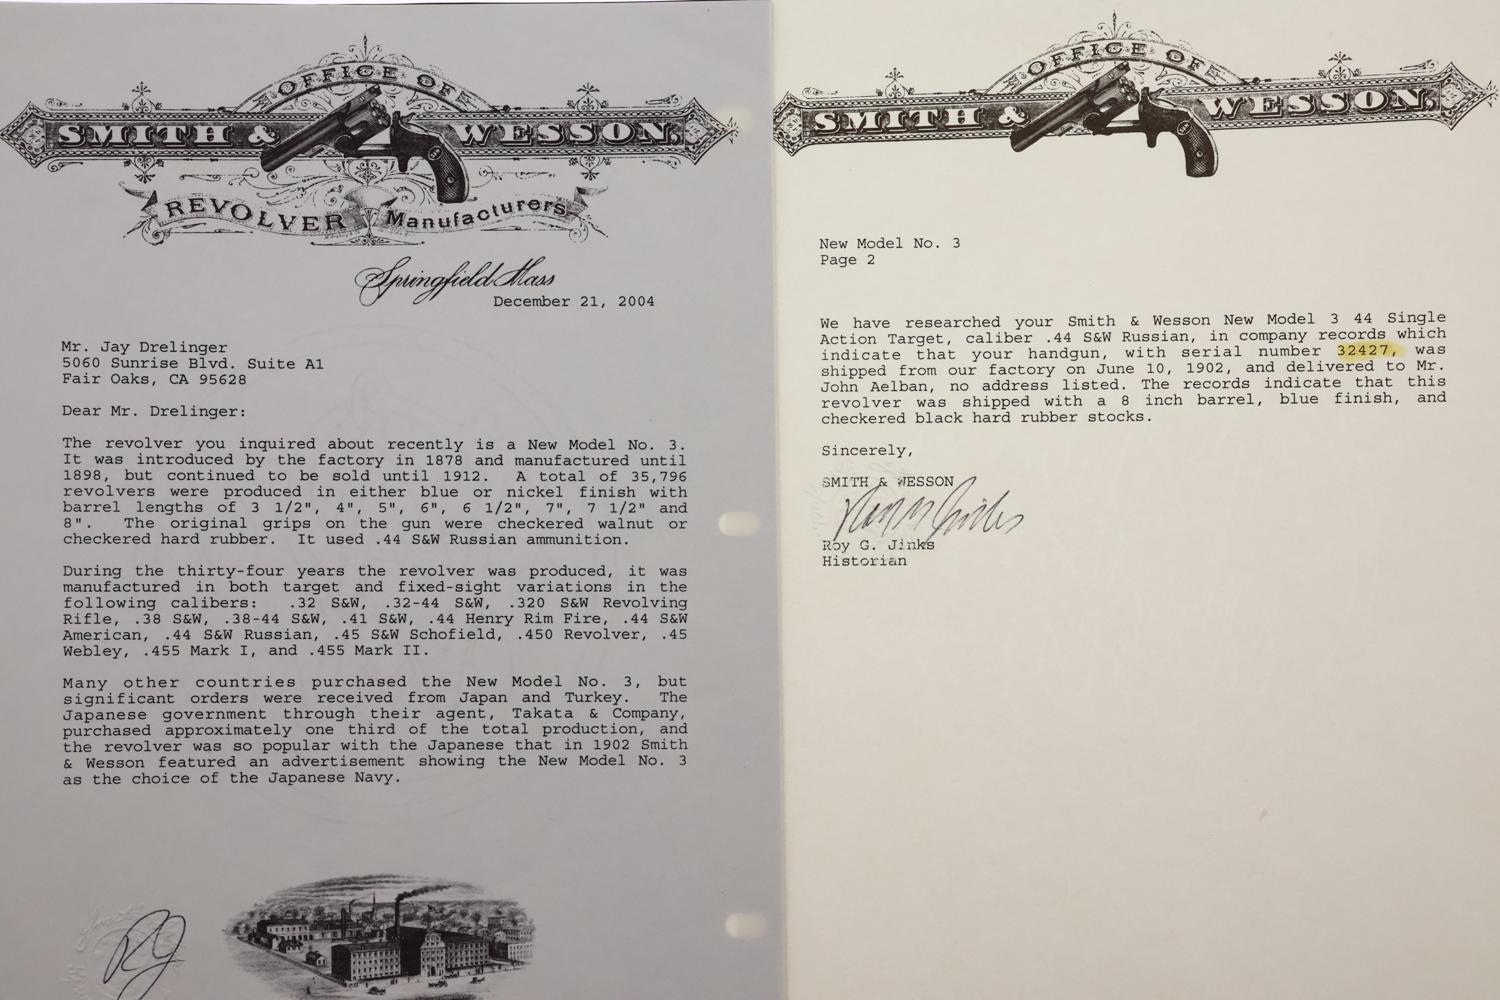 OFFICE OF
SMITH & WESSON,
REVOLVER Manufacturers
Springfield Mass
December 21, 2004
Mr. Jay Drelinger
5060 Sunrise Blvd. Suite A1
Fair Oaks, CA 95628
Dear Mr. Drelinger:
The revolver you inquired about recently is a New Model No. 3.
It was introduced by the factory in 1878 and manufactured until
1898, but continued to be sold until 1912. A total of 35,796
revolvers were produced in either blue or nickel finish with
barrel lengths of 3 1/2", 4", 5", 6", 6 1/2", 7", 7 1/2" and
8". The original grips on the gun were checkered walnut or
checkered hard rubber. It used .44 S&W Russian ammunition.
During the thirty-four years the revolver was produced, it was
manufactured in both target and fixed-sight variations in the
following calibers: .32 S&W, .32-44 S&W, .320 S&W Revolving
Rifle, .38 S&W, .38-44 S&W, .41 S&W, .44 Henry Rim Fire, .44 S&W
American, .44 S&W Russian, .45 S&W Schofield, .450 Revolver, .45
Webley, .455 Mark I, and .455 Mark II.
Many other countries purchased the New Model No. 3, but
significant orders were received from Japan and Turkey. The
Japanese government through their agent, Takata & Company,
purchased approximately one third of the total production, and
the revolver was so popular with the Japanese that in 1902 Smith
& Wesson featured an advertisement showing the New Model No. 3
as the choice of the Japanese Navy.
RGJ
OFFICE OF
SMITH & WESSON,
New Model No. 3
Page 2
We have researched your Smith & Wesson New Model 3 44 Single
Action Target, caliber .44 S&W Russian, in company records which
indicate that your handgun, with serial number 32427, was
shipped from our factory on June 10, 1902, and delivered to Mr.
John Aelban, no address listed. The records indicate that this
revolver was shipped with a 8 inch barrel, blue finish, and
checkered black hard rubber stocks.
Sincerely,
SMITH & WESSON
Roy G. Jinks
Roy G. Jinks
Historian